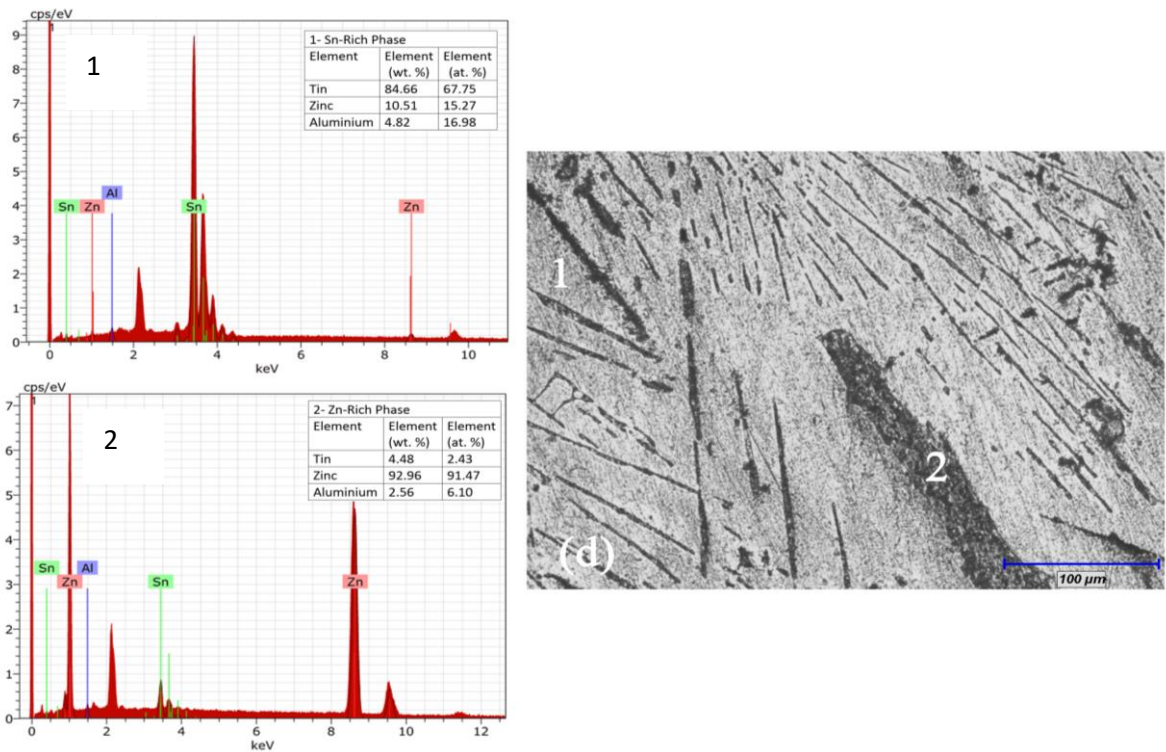 cps/eV
1
1
9
8
7
6
5
4
3
2
1
0
Sn Zn Al Sn Zn
0 2 4 6 8 10
keV
1- Sn-Rich Phase
Element Element (wt. %) Element (at. %)
Tin 84.66 67.75
Zinc 10.51 15.27
Aluminium 4.82 16.98
cps/eV
1
2
7
6
5
4
3
2
1
0
Sn Zn Al Sn Zn
0 2 4 6 8 10 12
keV
2- Zn-Rich Phase
Element Element (wt. %) Element (at. %)
Tin 4.48 2.43
Zinc 92.96 91.47
Aluminium 2.56 6.10
1
2
(d)
100 µm